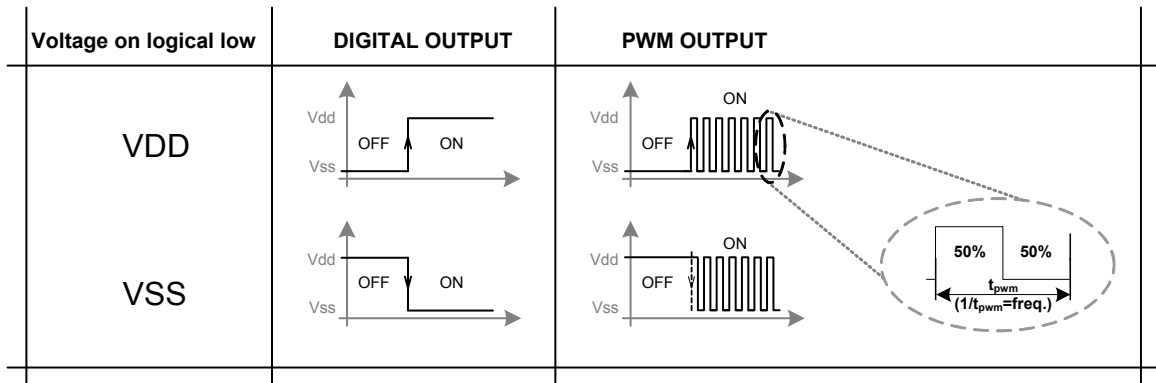 Voltage on logical low DIGITAL OUTPUT PWM OUTPUT
VDD
Vdd
OFF ON
Vss
Vdd
ON
OFF
Vss
50% 50%
tpwm
(1/tpwm=freq.)
VSS
Vdd
OFF ON
Vss
Vdd
ON
OFF
Vss